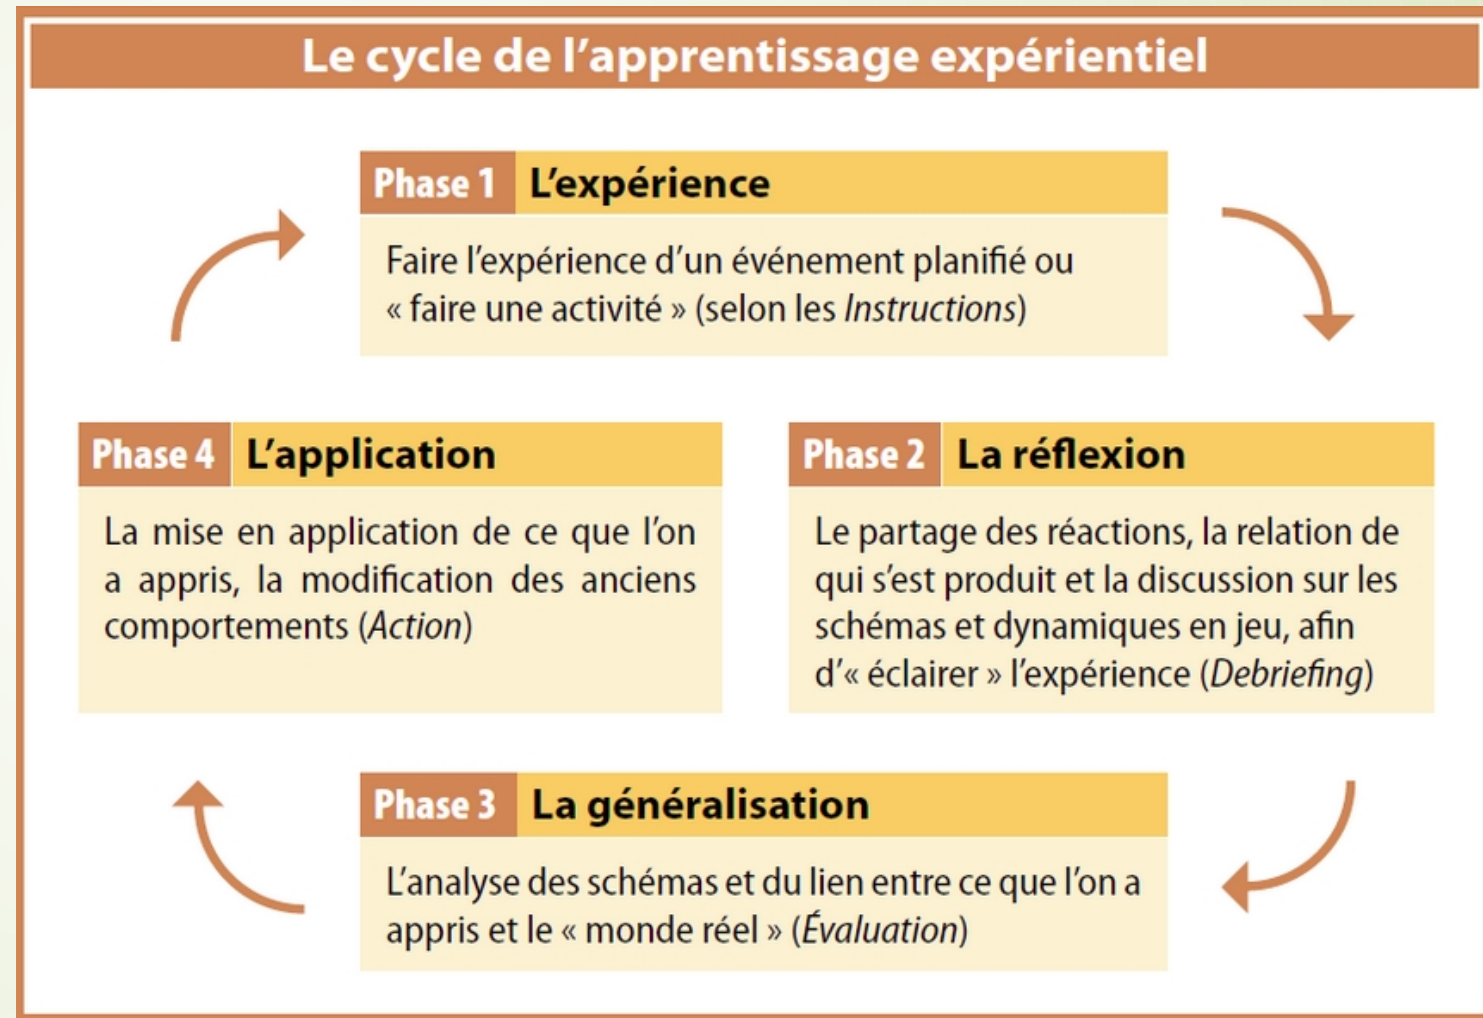 Le cycle de l’apprentissage expérientiel
Phase 1 L’expérience
Faire l’expérience d’un événement planifié ou
« faire une activité » (selon les Instructions)
Phase 2 La réflexion
Le partage des réactions, la relation de
qui s’est produit et la discussion sur les
schémas et dynamiques en jeu, afin
d’« éclairer » l’expérience (Debriefing)
Phase 3 La généralisation
L’analyse des schémas et du lien entre ce que l’on a
appris et le « monde réel » (Évaluation)
Phase 4 L’application
La mise en application de ce que l’on
a appris, la modification des anciens
comportements (Action)